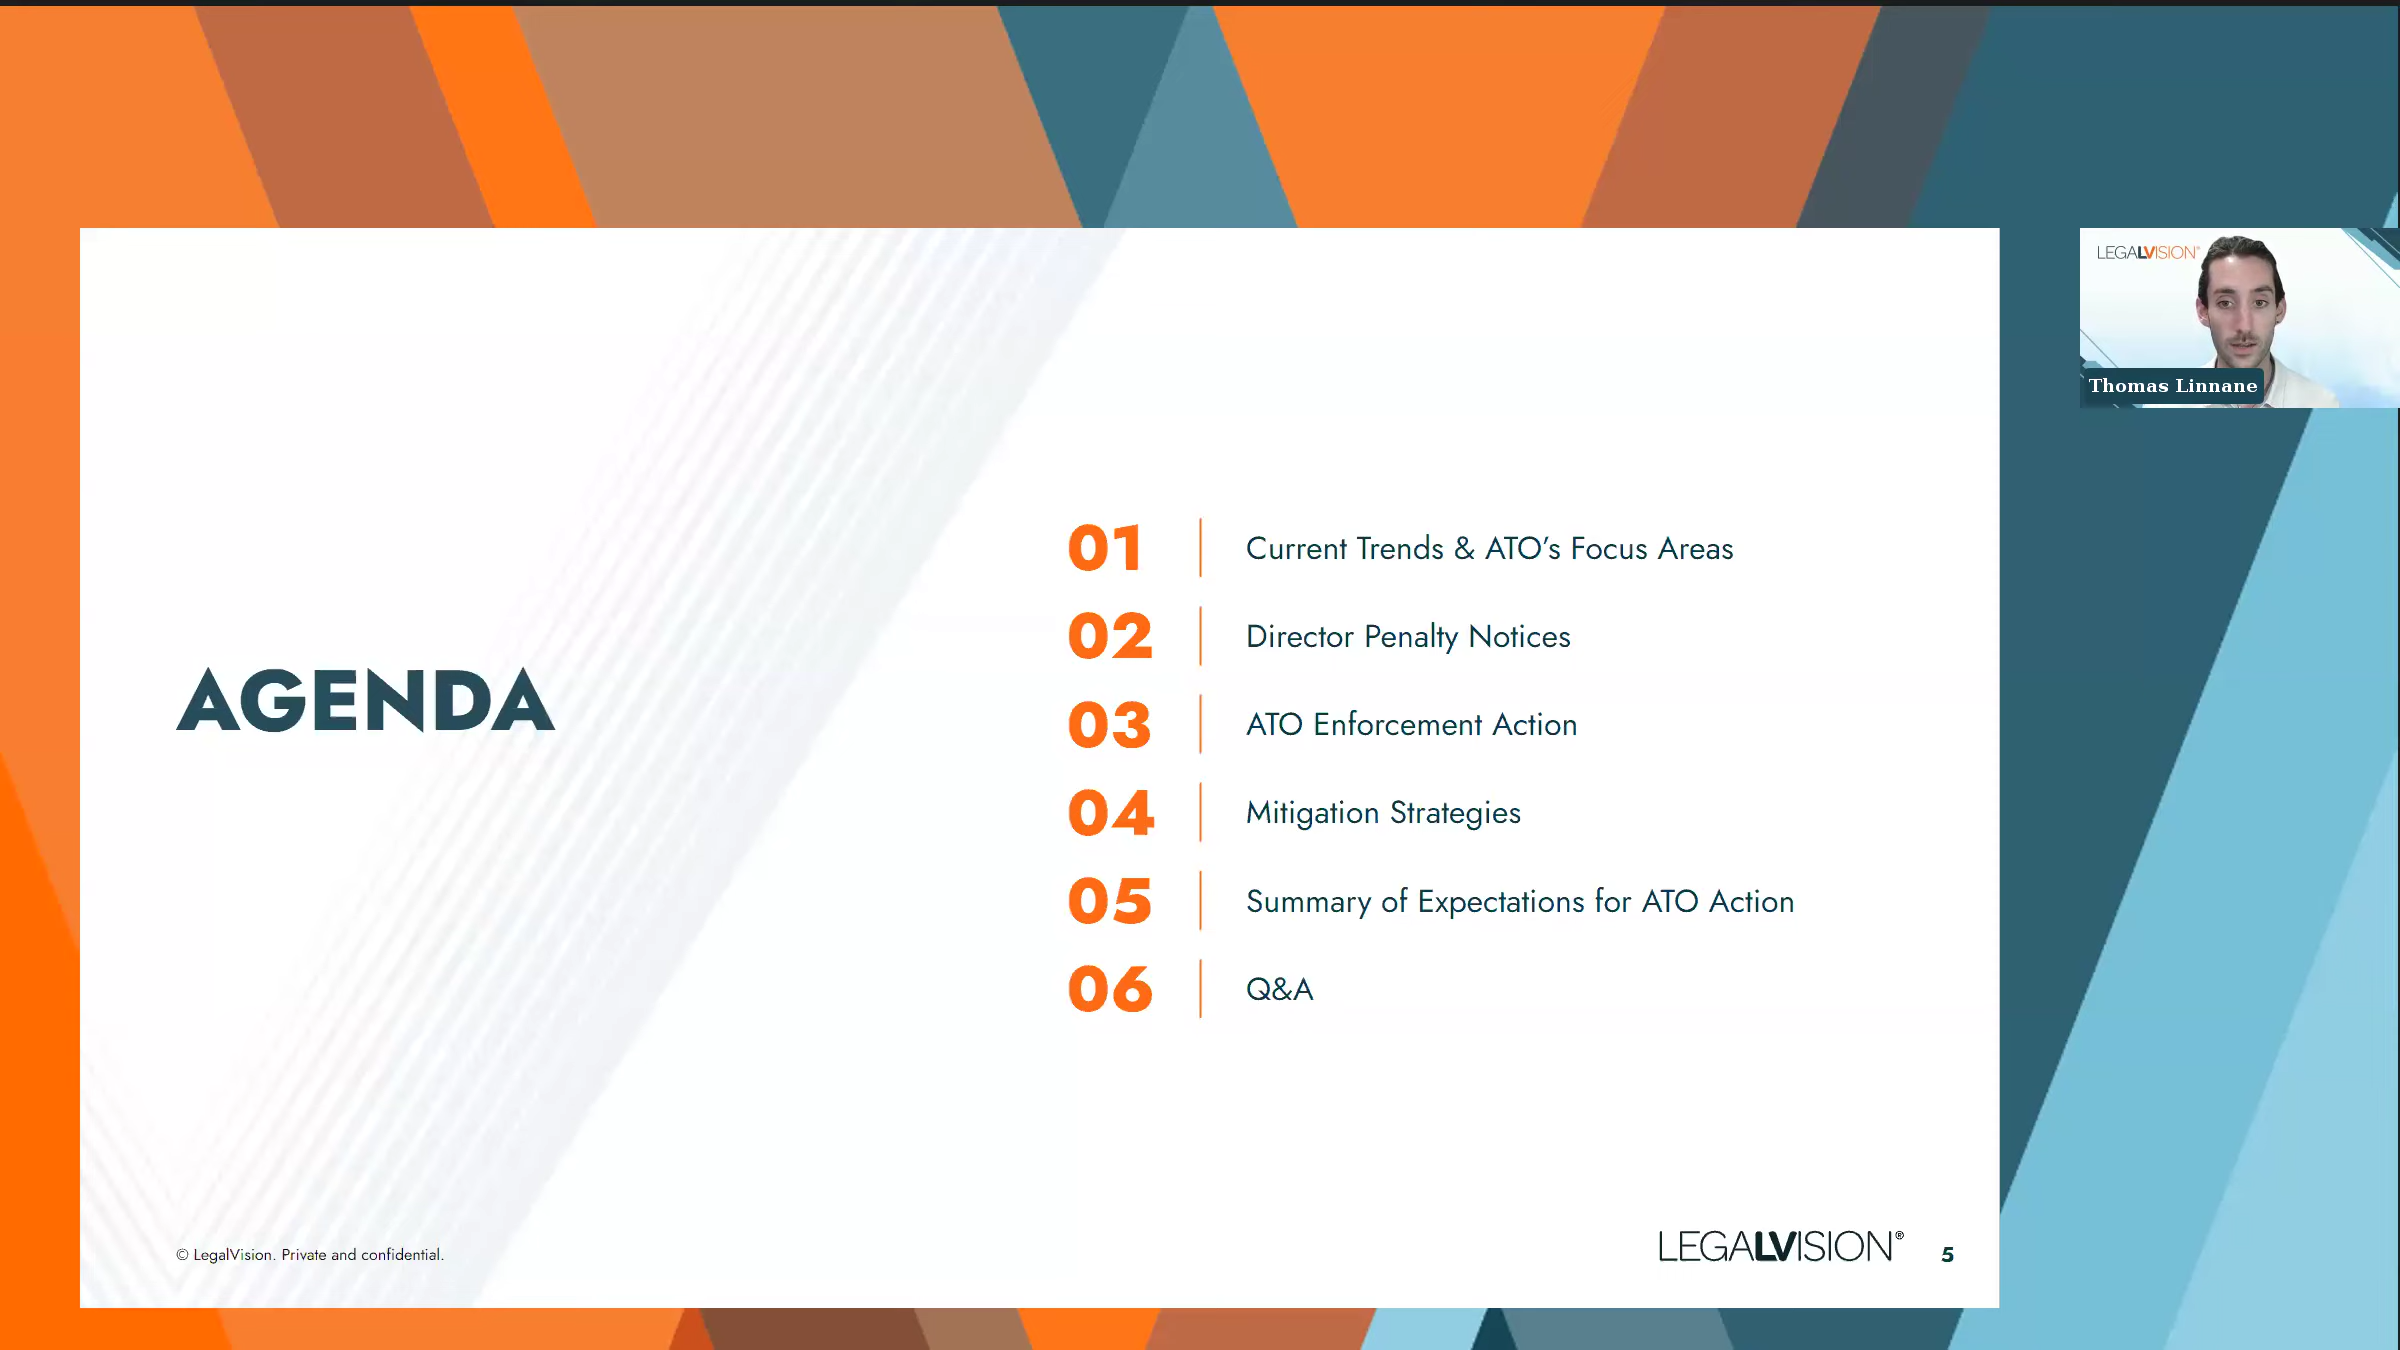 AGENDA
01 Current Trends & ATO’s Focus Areas
02 Director Penalty Notices
03 ATO Enforcement Action
04 Mitigation Strategies
05 Summary of Expectations for ATO Action
06 Q&A
© LegalVision. Private and confidential.
LEGALVISION® 5
LEGALVISION®
Thomas Linnane